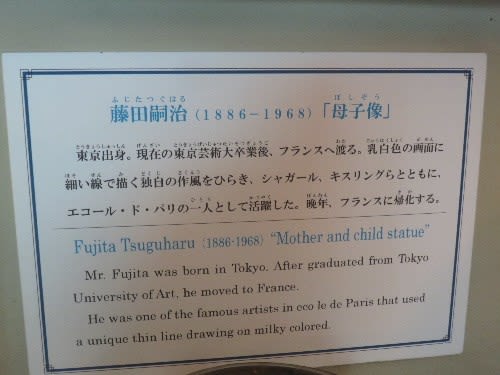 藤田嗣治（1886－1968）「母子像」
東京出身。現在の東京芸術大卒業後、フランスへ渡る。乳白色の画面に
細い線で描く独自の作風をひらき、シャガール、キスリングらとともに、
エコール・ド・パリの一人として活躍した。晩年、フランスに帰化する。
Fujita Tsuguharu (1886-1968) “Mother and child statue”
Mr. Fujita was born in Tokyo. After graduated from Tokyo
University of Art, he moved to France.
He was one of the famous artists in eco le de Paris that used
a unique thin line drawing on milky colored.